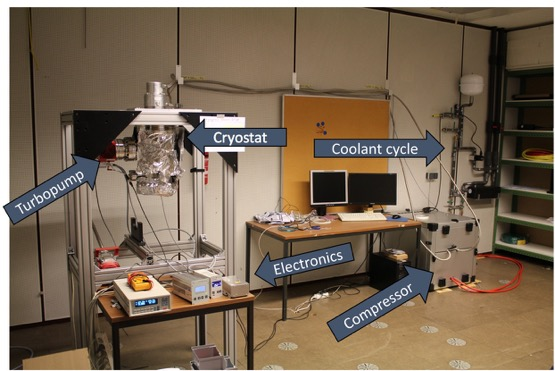 Cryostat
Coolant cycle
Turbopump
Electronics
Compressor